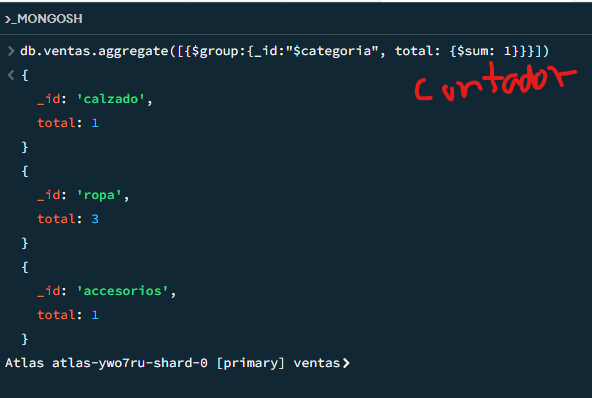 >_MONGOSH
> db.ventas.aggregate([{$group:{_id:"$categoria", total: {$sum: 1}}}])
contador
< {
_id: 'calzado',
total: 1
}
{
_id: 'ropa',
total: 3
}
{
_id: 'accesorios',
total: 1
}
Atlas atlas-ywo7ru-shard-0 [primary] ventas>